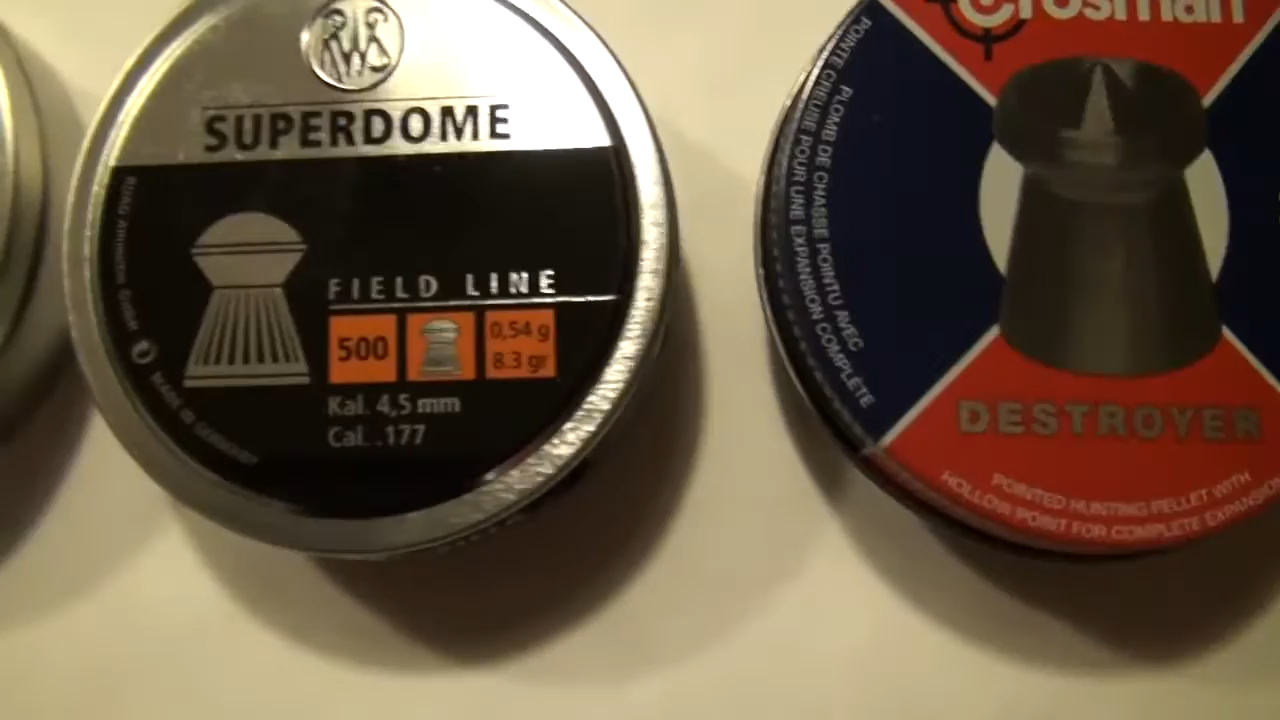 RWS
SUPERDOME
FIELD LINE
500
0,54 g
8.3 gr
Kal. 4,5 mm
Cal. .177
MADE IN GERMANY
Crosman
PLOMB DE CHASSE POINTU AVEC
POINTE CREUSE POUR UNE EXPANSION COMPLÈTE
DESTROYER
POINTED HUNTING PELLET WITH
HOLLOW POINT FOR COMPLETE EXPANSION